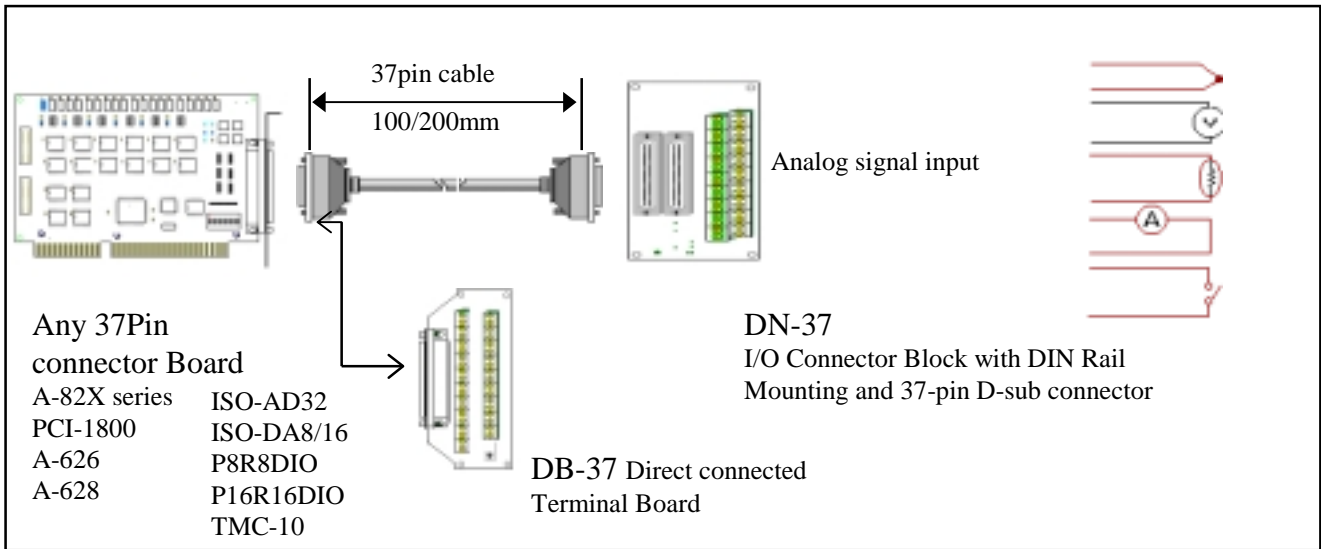 37pin cable
100/200mm
Analog signal input
V
A
Any 37Pin
connector Board
A-82X series
PCI-1800
A-626
A-628
ISO-AD32
ISO-DA8/16
P8R8DIO
P16R16DIO
TMC-10
DB-37 Direct connected
Terminal Board
DN-37
I/O Connector Block with DIN Rail
Mounting and 37-pin D-sub connector